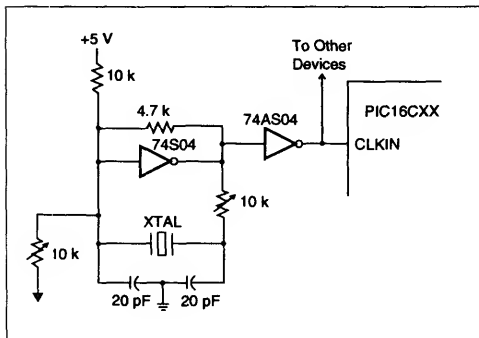 +5 V
10 k
To Other
Devices
4.7 k
74AS04
PIC16CXX
74S04
CLKIN
10 k
XTAL
10 k
20 pF
20 pF